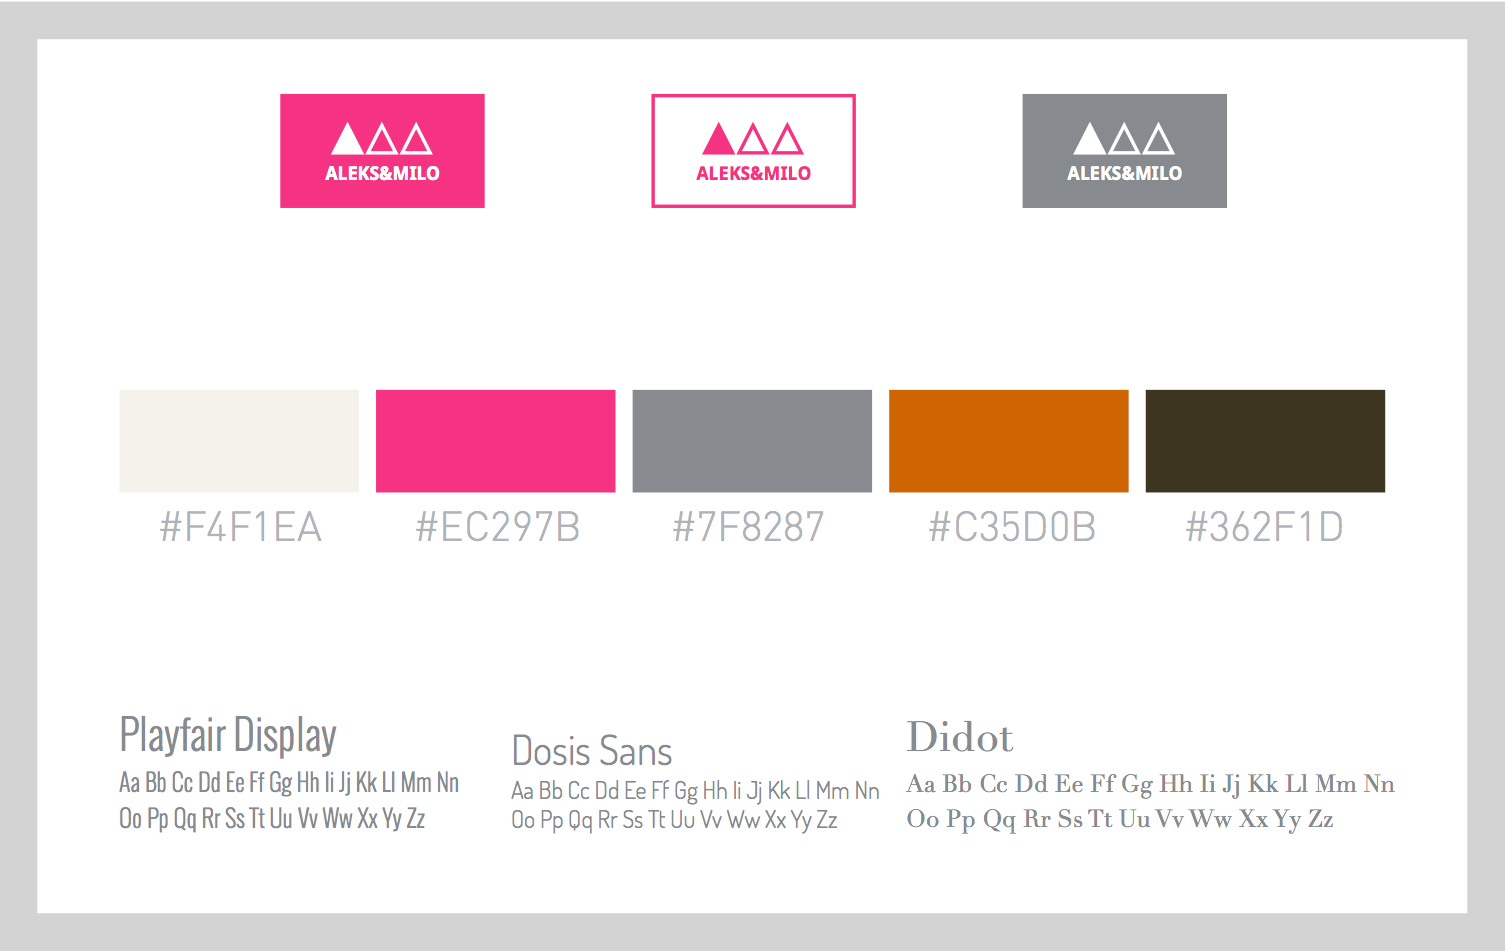 ALEKS&MILO
ALEKS&MILO
ALEKS&MILO
#F4F1EA
#EC297B
#7F8287
#C35D0B
#362F1D
Playfair Display
Aa Bb Cc Dd Ee Ff Gg Hh Ii Jj Kk Ll Mm Nn
Oo Pp Qq Rr Ss Tt Uu Vv Ww Xx Yy Zz
Dosis Sans
Aa Bb Cc Dd Ee Ff Gg Hh Ii Jj Kk Ll Mm Nn
Oo Pp Qq Rr Ss Tt Uu Vv Ww Xx Yy Zz
Didot
Aa Bb Cc Dd Ee Ff Gg Hh Ii Jj Kk Ll Mm Nn
Oo Pp Qq Rr Ss Tt Uu Vv Ww Xx Yy Zz